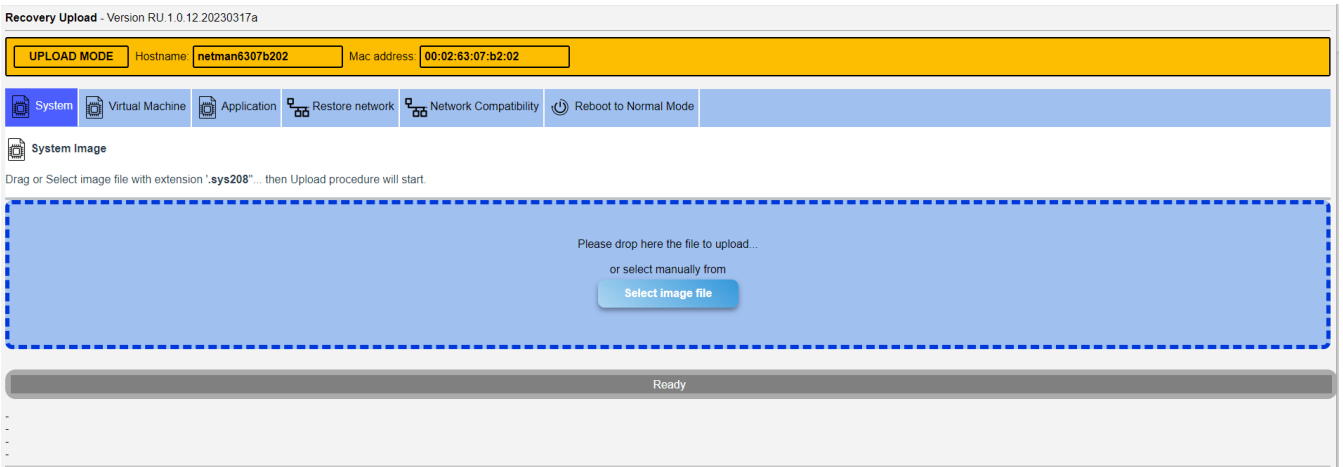 Recovery Upload - Version RU.1.0.12.20230317a
UPLOAD MODE Hostname: netman6307b202 Mac address: 00:02:63:07:b2:02
System Virtual Machine Application Restore network Network Compatibility Reboot to Normal Mode
System Image
Drag or Select image file with extension '.sys208"... then Upload procedure will start.
Please drop here the file to upload...
or select manually from
Select image file
Ready
-
-
-
-